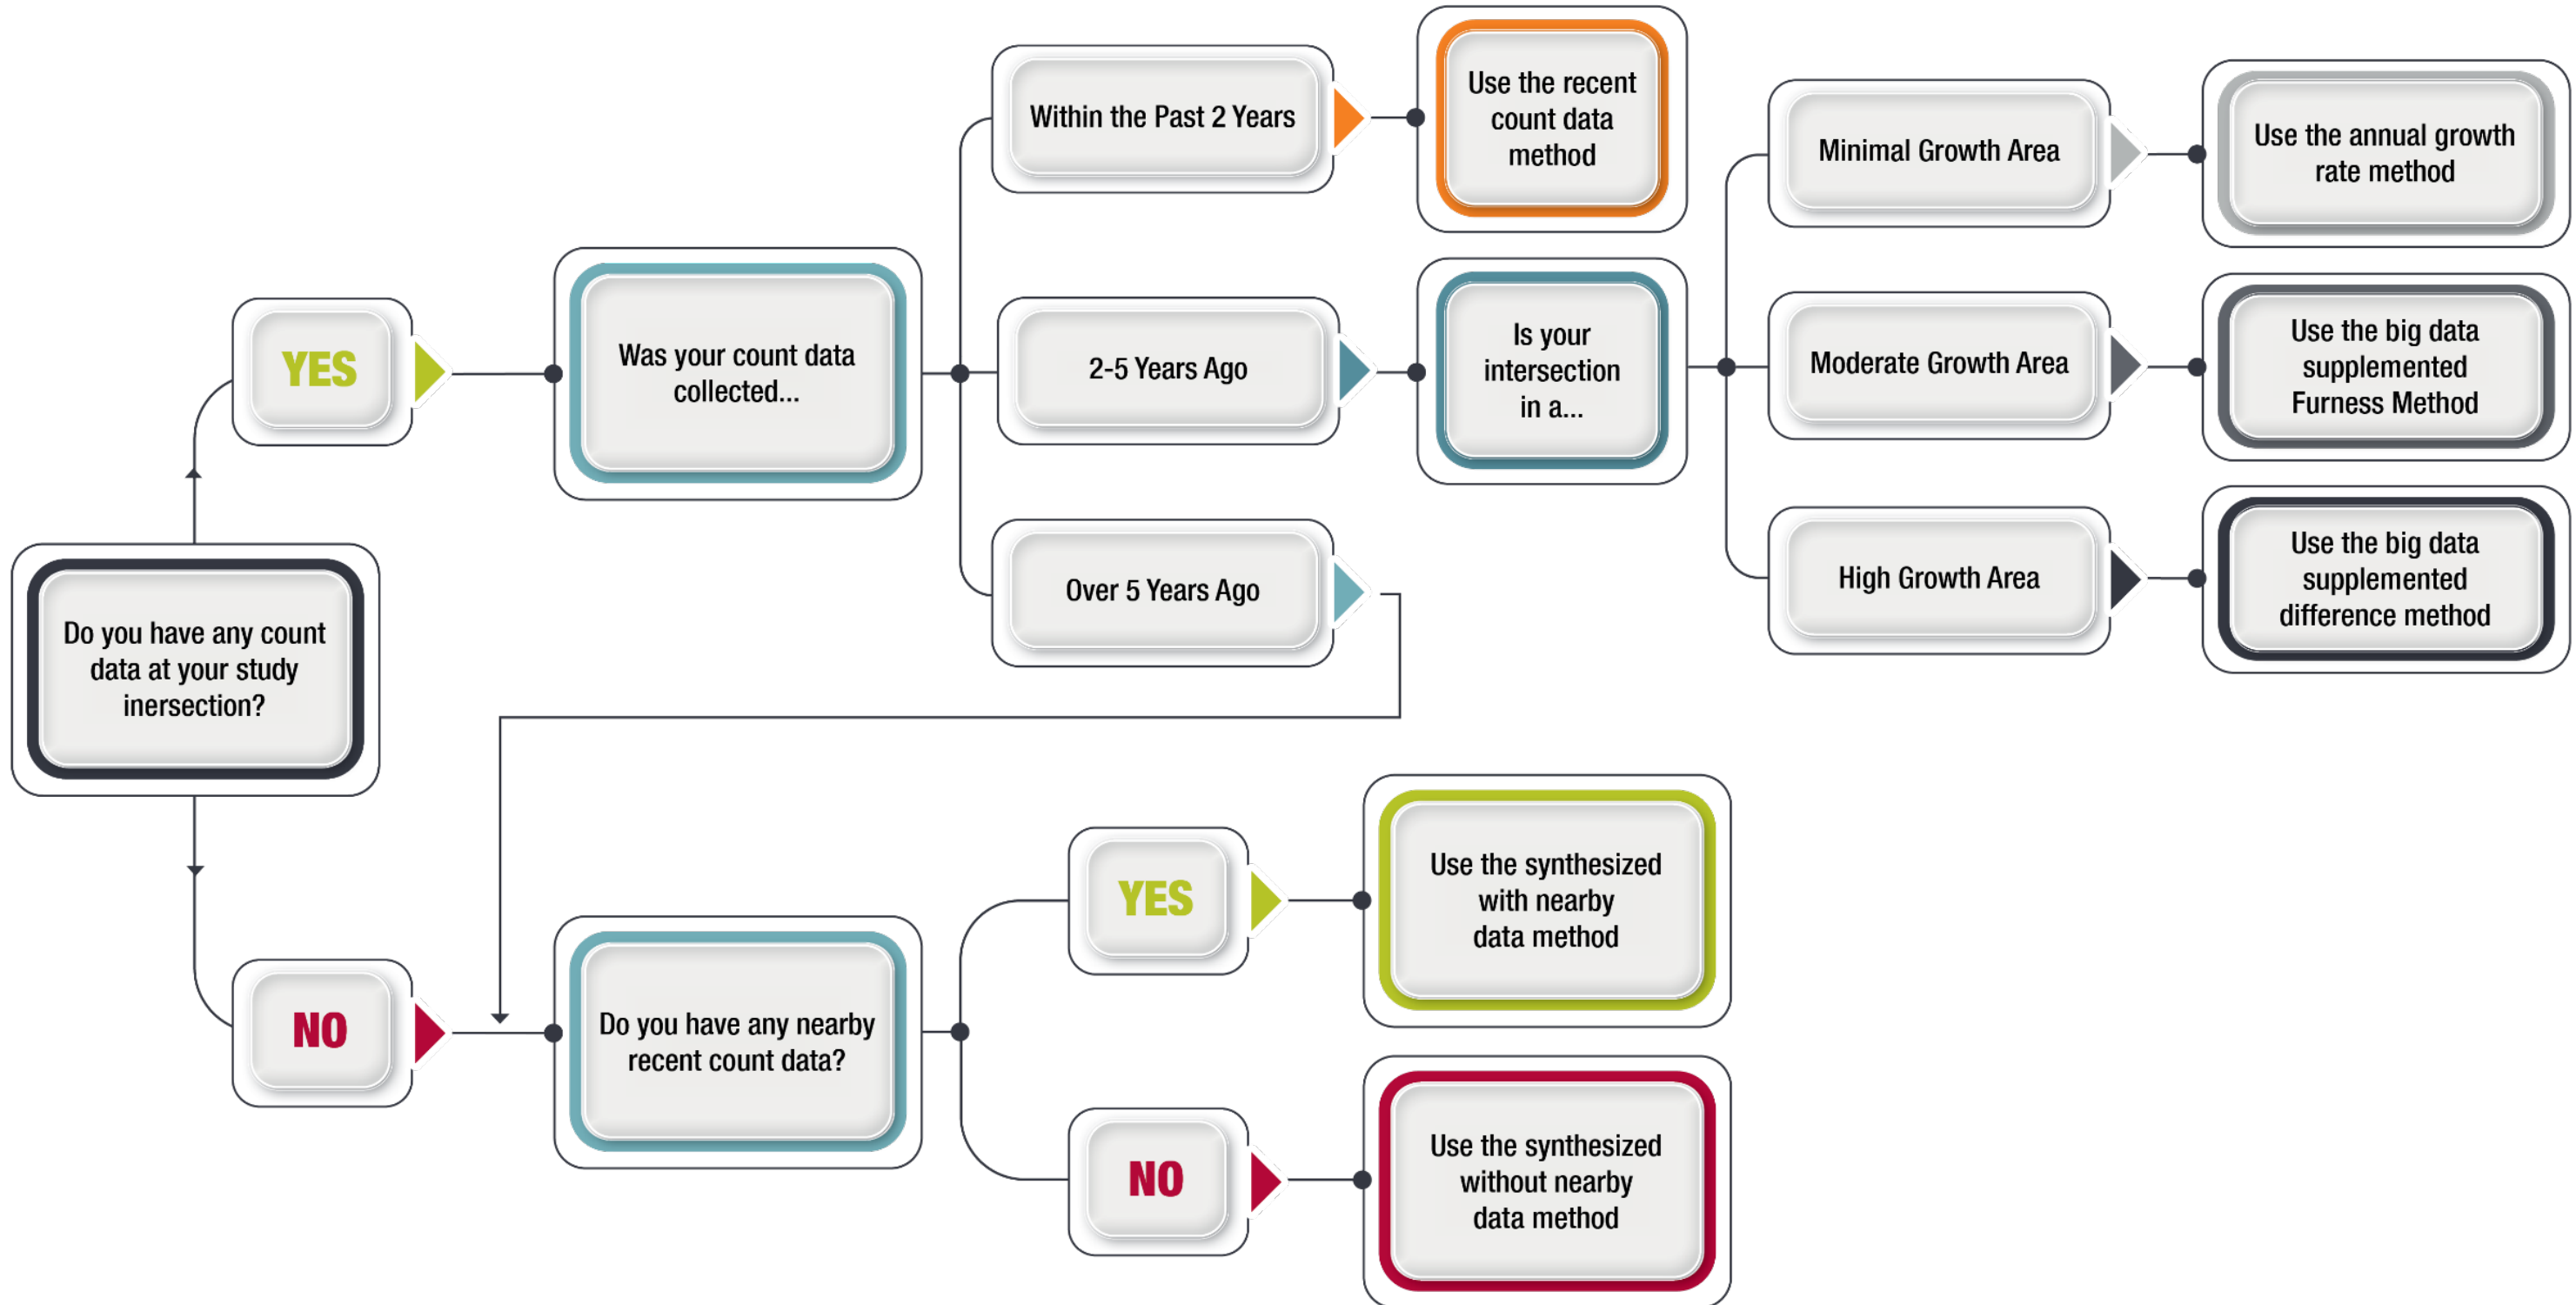 Do you have any count
data at your study
inersection?
YES
Was your count data
collected...
Within the Past 2 Years
Use the recent
count data
method
2-5 Years Ago
Is your
intersection
in a...
Minimal Growth Area
Use the annual growth
rate method
Moderate Growth Area
Use the big data
supplemented
Furness Method
High Growth Area
Use the big data
supplemented
difference method
Over 5 Years Ago
NO
Do you have any nearby
recent count data?
YES
Use the synthesized
with nearby
data method
NO
Use the synthesized
without nearby
data method